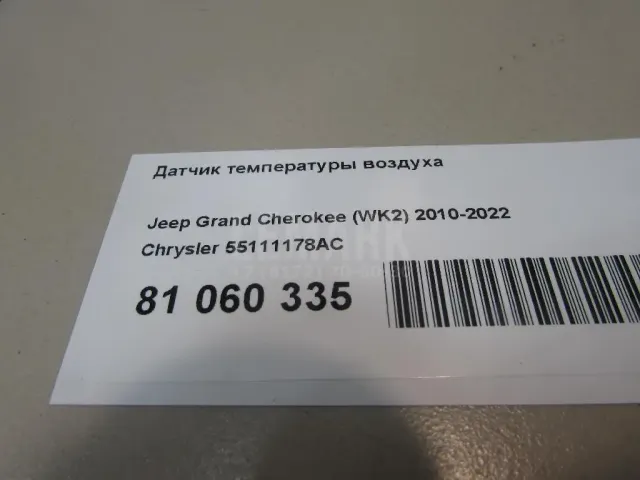 Датчик температуры воздуха
Jeep Grand Cherokee (WK2) 2010-2022
Chrysler 55111178AC
81 060 335